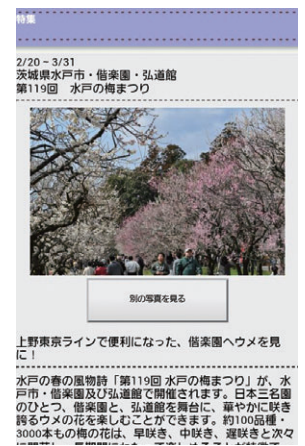 特集
2/20 ~ 3/31
茨城県水戸市・偕楽園・弘道館
第119回　水戸の梅まつり
別の写真を見る
上野東京ラインで便利になった、偕楽園へウメを見
に！
水戸の春の風物詩「第119回 水戸の梅まつり」が、水
戸市・偕楽園及び弘道館で開催されます。日本三名園
のひとつ、偕楽園と、弘道館を舞台に、華やかに咲き
誇るウメの花を楽しむことができます。約100品種・
3000本もの梅の花は、早咲き、中咲き、遅咲きと次々